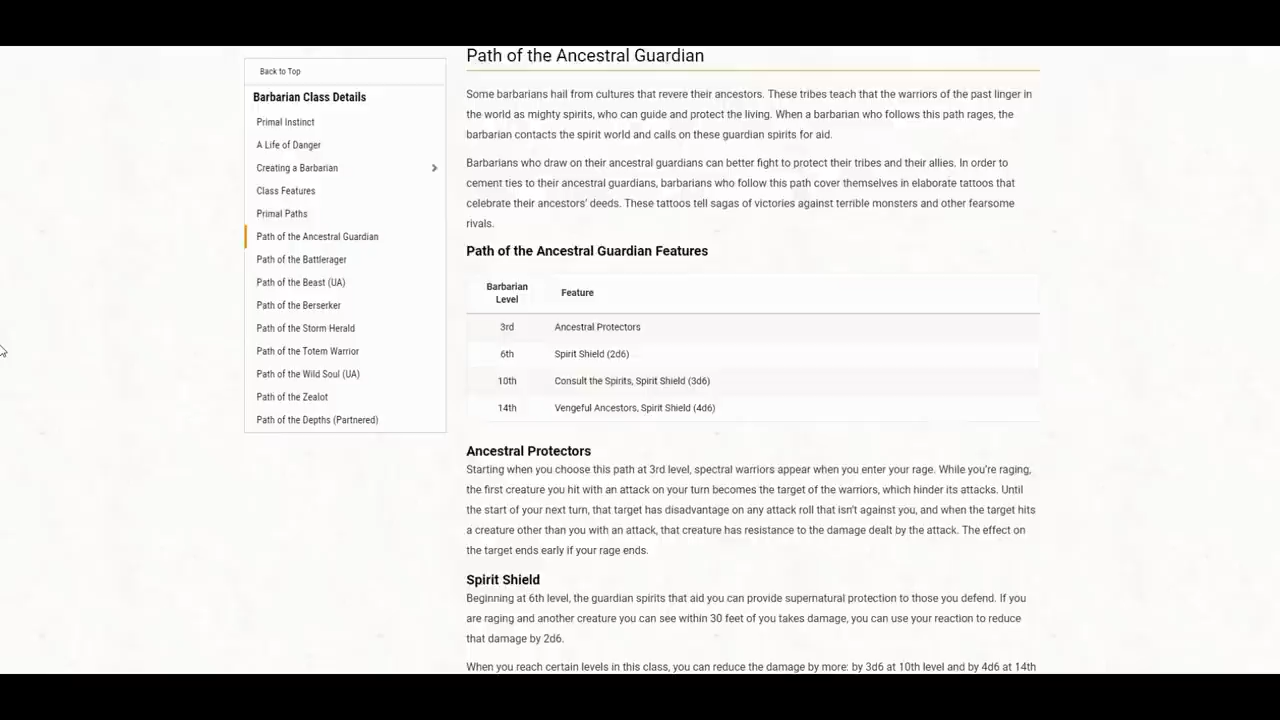 Back to Top
Barbarian Class Details
Primal Instinct
A Life of Danger
Creating a Barbarian
Class Features
Primal Paths
Path of the Ancestral Guardian
Path of the Battlerager
Path of the Beast (UA)
Path of the Berserker
Path of the Storm Herald
Path of the Totem Warrior
Path of the Wild Soul (UA)
Path of the Zealot
Path of the Depths (Partnered)
Path of the Ancestral Guardian
Some barbarians hail from cultures that revere their ancestors. These tribes teach that the warriors of the past linger in
the world as mighty spirits, who can guide and protect the living. When a barbarian who follows this path rages, the
barbarian contacts the spirit world and calls on these guardian spirits for aid.
Barbarians who draw on their ancestral guardians can better fight to protect their tribes and their allies. In order to
cement ties to their ancestral guardians, barbarians who follow this path cover themselves in elaborate tattoos that
celebrate their ancestors' deeds. These tattoos tell sagas of victories against terrible monsters and other fearsome
rivals.
Path of the Ancestral Guardian Features
Barbarian
Level
Feature
3rd Ancestral Protectors
6th Spirit Shield (2d6)
10th Consult the Spirits, Spirit Shield (3d6)
14th Vengeful Ancestors, Spirit Shield (4d6)
Ancestral Protectors
Starting when you choose this path at 3rd level, spectral warriors appear when you enter your rage. While you're raging,
the first creature you hit with an attack on your turn becomes the target of the warriors, which hinder its attacks. Until
the start of your next turn, that target has disadvantage on any attack roll that isn't against you, and when the target hits
a creature other than you with an attack, that creature has resistance to the damage dealt by the attack. The effect on
the target ends early if your rage ends.
Spirit Shield
Beginning at 6th level, the guardian spirits that aid you can provide supernatural protection to those you defend. If you
are raging and another creature you can see within 30 feet of you takes damage, you can use your reaction to reduce
that damage by 2d6.
When you reach certain levels in this class, you can reduce the damage by more: by 3d6 at 10th level and by 4d6 at 14th